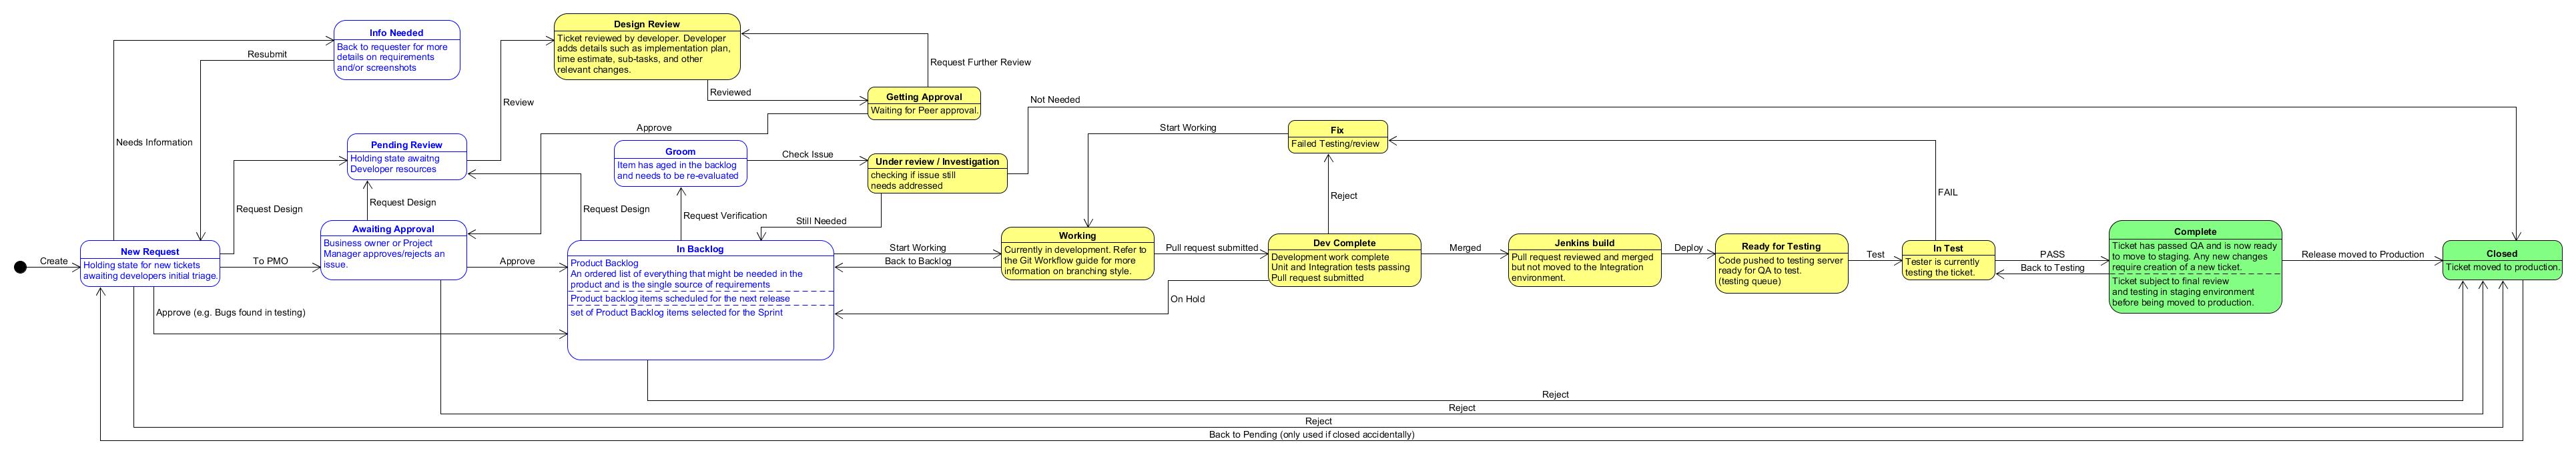 Info Needed
Back to requester for more
details on requirements
and/or screenshots
Resubmit
Needs Information
Design Review
Ticket reviewed by developer. Developer
adds details such as implementation plan,
time estimate, sub-tasks, and other
relevant changes.
Reviewed
Review
Request Further Review
Getting Approval
Waiting for Peer approval.
Approve
Not Needed
Pending Review
Holding state awaitng
Developer resources
Request Design
Request Design
Request Design
Groom
Item has aged in the backlog
and needs to be re-evaluated
Check Issue
Under review / Investigation
checking if issue still
needs addressed
Request Verification
Still Needed
Start Working
Fix
Failed Testing/review
Reject
FAIL
Create
New Request
Holding state for new tickets
awaiting developers initial triage.
To PMO
Awaiting Approval
Business owner or Project
Manager approves/rejects an
issue.
Approve
Approve (e.g. Bugs found in testing)
In Backlog
Product Backlog
An ordered list of everything that might be needed in the
product and is the single source of requirements
Product backlog items scheduled for the next release
set of Product Backlog items selected for the Sprint
Start Working
Back to Backlog
Working
Currently in development. Refer to
the Git Workflow guide for more
information on branching style.
Pull request submitted
On Hold
Dev Complete
Development work complete
Unit and Integration tests passing
Pull request submitted
Merged
Jenkins build
Pull request reviewed and merged
but not moved to the Integration
environment.
Deploy
Ready for Testing
Code pushed to testing server
ready for QA to test.
(testing queue)
Test
In Test
Tester is currently
testing the ticket.
PASS
Back to Testing
Complete
Ticket has passed QA and is now ready
to move to staging. Any new changes
require creation of a new ticket.
Ticket subject to final review
and testing in staging environment
before being moved to production.
Release moved to Production
Closed
Ticket moved to production.
Reject
Reject
Reject
Back to Pending (only used if closed accidentally)